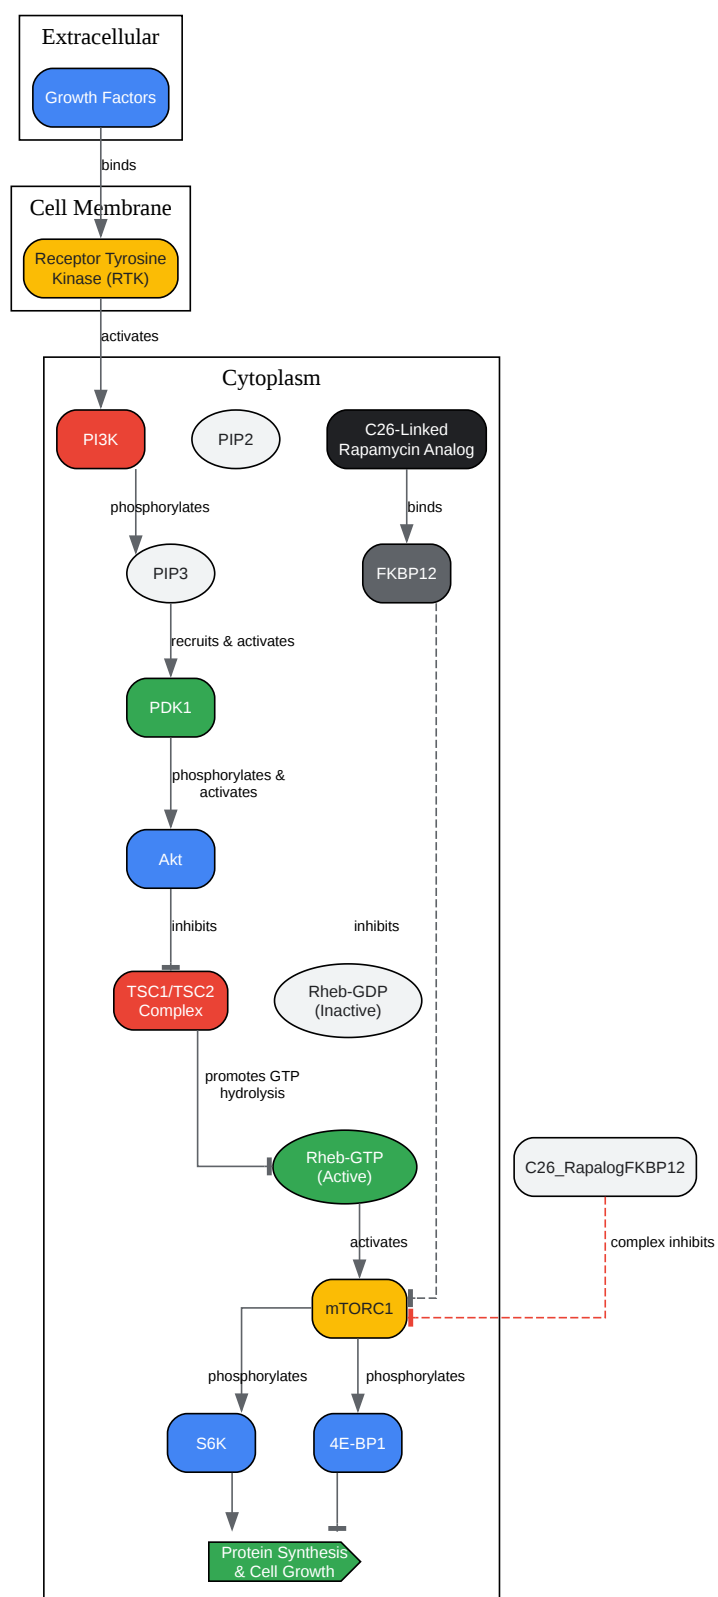 Extracellular
Growth Factors
binds
Cell Membrane
Receptor Tyrosine
Kinase (RTK)
activates
Cytoplasm
PI3K
PIP2
C26-Linked
Rapamycin Analog
phosphorylates
binds
PIP3
FKBP12
recruits & activates
PDK1
phosphorylates &
activates
Akt
inhibits
inhibits
TSC1/TSC2
Complex
Rheb-GDP
(Inactive)
promotes GTP
hydrolysis
Rheb-GTP
(Active)
C26_RapalogFKBP12
activates
complex inhibits
mTORC1
phosphorylates
phosphorylates
S6K
4E-BP1
Protein Synthesis
& Cell Growth